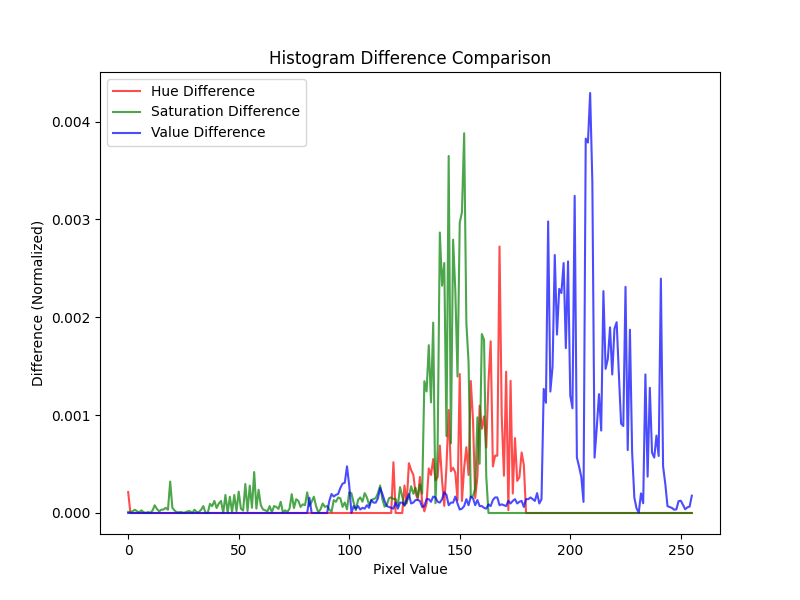 Histogram Difference Comparison
Hue Difference
Saturation Difference
Value Difference
0.004
0.003
0.002
0.001
0.000
Difference (Normalized)
0 50 100 150 200 250
Pixel Value